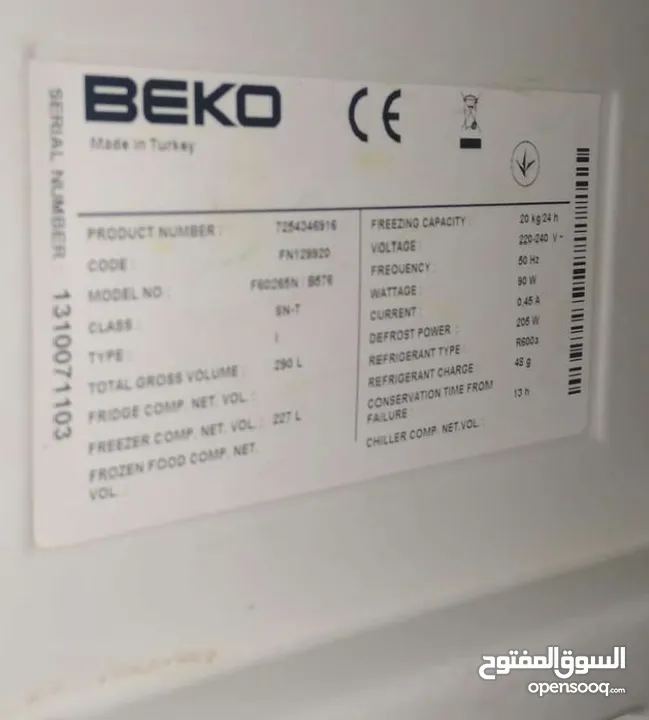 BEKO
Made in Turkey
SERIAL NUMBER : 1310071103
PRODUCT NUMBER : 7254346916
CODE : FN129920
MODEL NO : F60265N / B576
CLASS : SN-T
TYPE : I
TOTAL GROSS VOLUME : 290 L
FRIDGE COMP. NET. VOL. :
FREEZER COMP. NET. VOL. : 227 L
FROZEN FOOD COMP. NET.
VOL. :
FREEZING CAPACITY : 20 kg/24 h
VOLTAGE : 220-240 V ~
FREQUENCY : 50 Hz
WATTAGE : 90 W
CURRENT : 0,45 A
DEFROST POWER : 205 W
REFRIGERANT TYPE : R600a
REFRIGERANT CHARGE : 48 g
CONSERVATION TIME FROM
FAILURE : 13 h
CHILLER COMP. NET.VOL. :
السوق المفتوح
opensooq.com